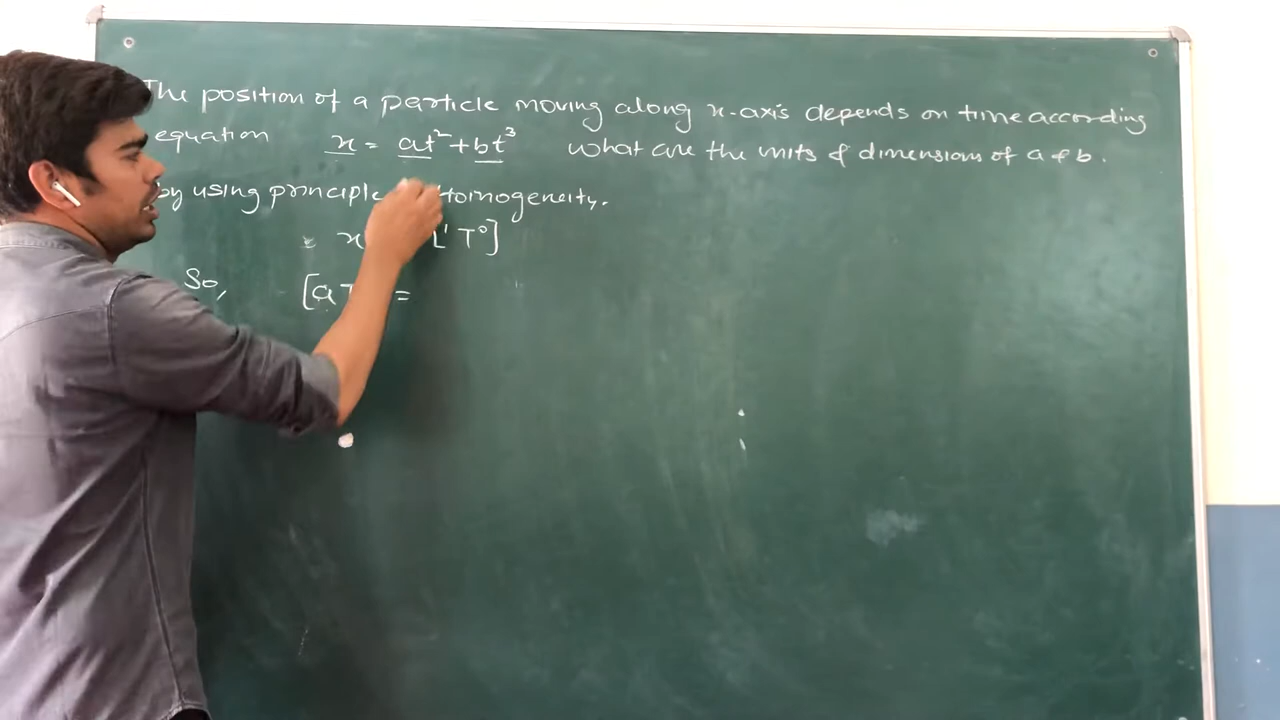 The position of a particle moving along x-axis depends on time according
equation x = at² + bt³ what are the units & dimensions of a & b.
by using principle Homogeneity.
x L¹ T⁰]
So, [aT =